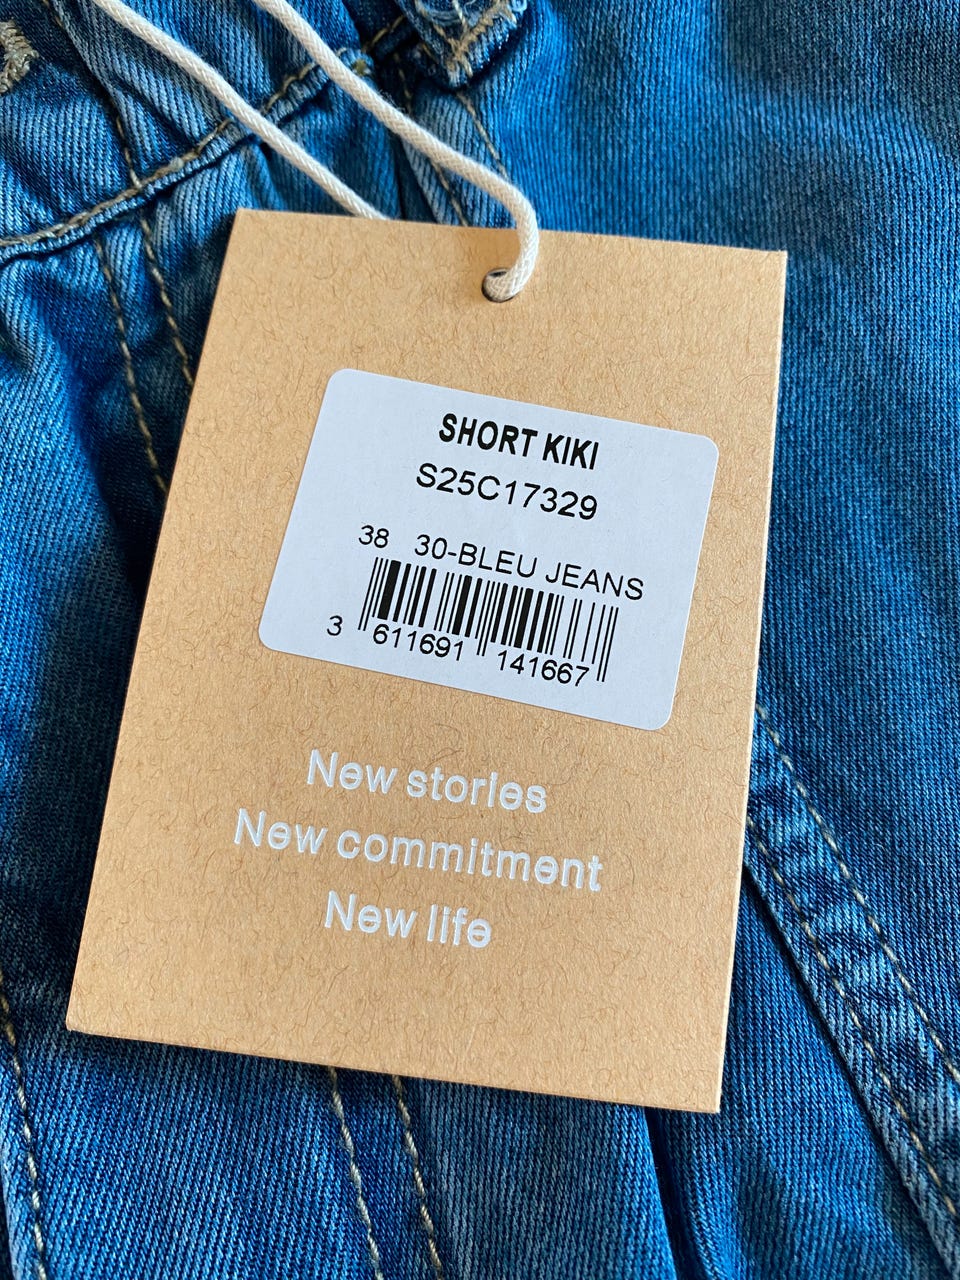 SHORT KIKI
S25C17329
38 30-BLEU JEANS
3 611691 141667
New stories
New commitment
New life